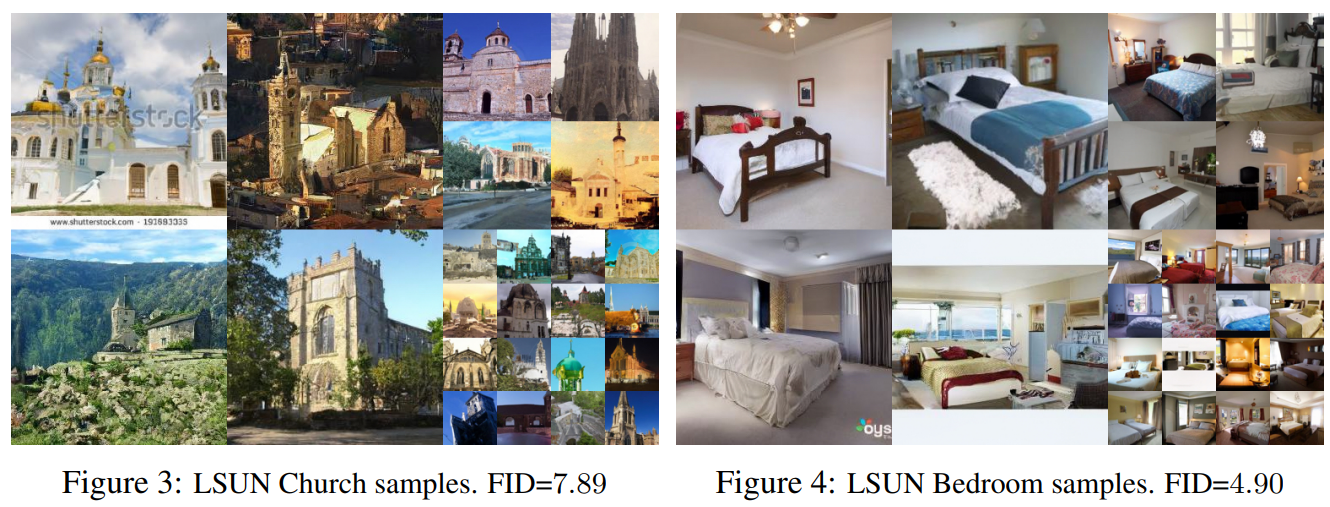 shutterstock
www.shutterstock.com · 191683335
oys
Figure 3: LSUN Church samples. FID=7.89
Figure 4: LSUN Bedroom samples. FID=4.90